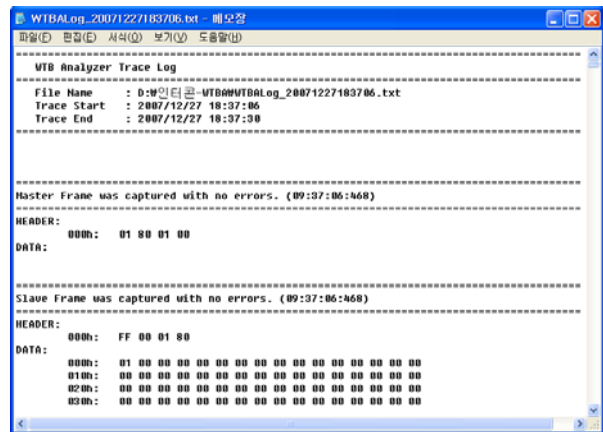 WTBALog_20071227183706.txt - 메모장
파일(F) 편집(E) 서식(O) 보기(V) 도움말(H)
================================================================================
WTB Analyzer Trace Log
================================================================================
File Name : D:\인터콘-WTBA\WTBALog_20071227183706.txt
Trace Start : 2007/12/27 18:37:06
Trace End : 2007/12/27 18:37:30
================================================================================
================================================================================
Master Frame was captured with no errors. (09:37:06:468)
================================================================================
HEADER:
000h: 01 80 01 00
DATA:
================================================================================
Slave Frame was captured with no errors. (09:37:06:468)
================================================================================
HEADER:
000h: FF 00 01 80
DATA:
000h: 01 00 00 00 00 00 00 00 00 00 00 00 00 00 00 00
010h: 00 00 00 00 00 00 00 00 00 00 00 00 00 00 00 00
020h: 00 00 00 00 00 00 00 00 00 00 00 00 00 00 00 00
030h: 00 00 00 00 00 00 00 00 00 00 00 00 00 00 00 00